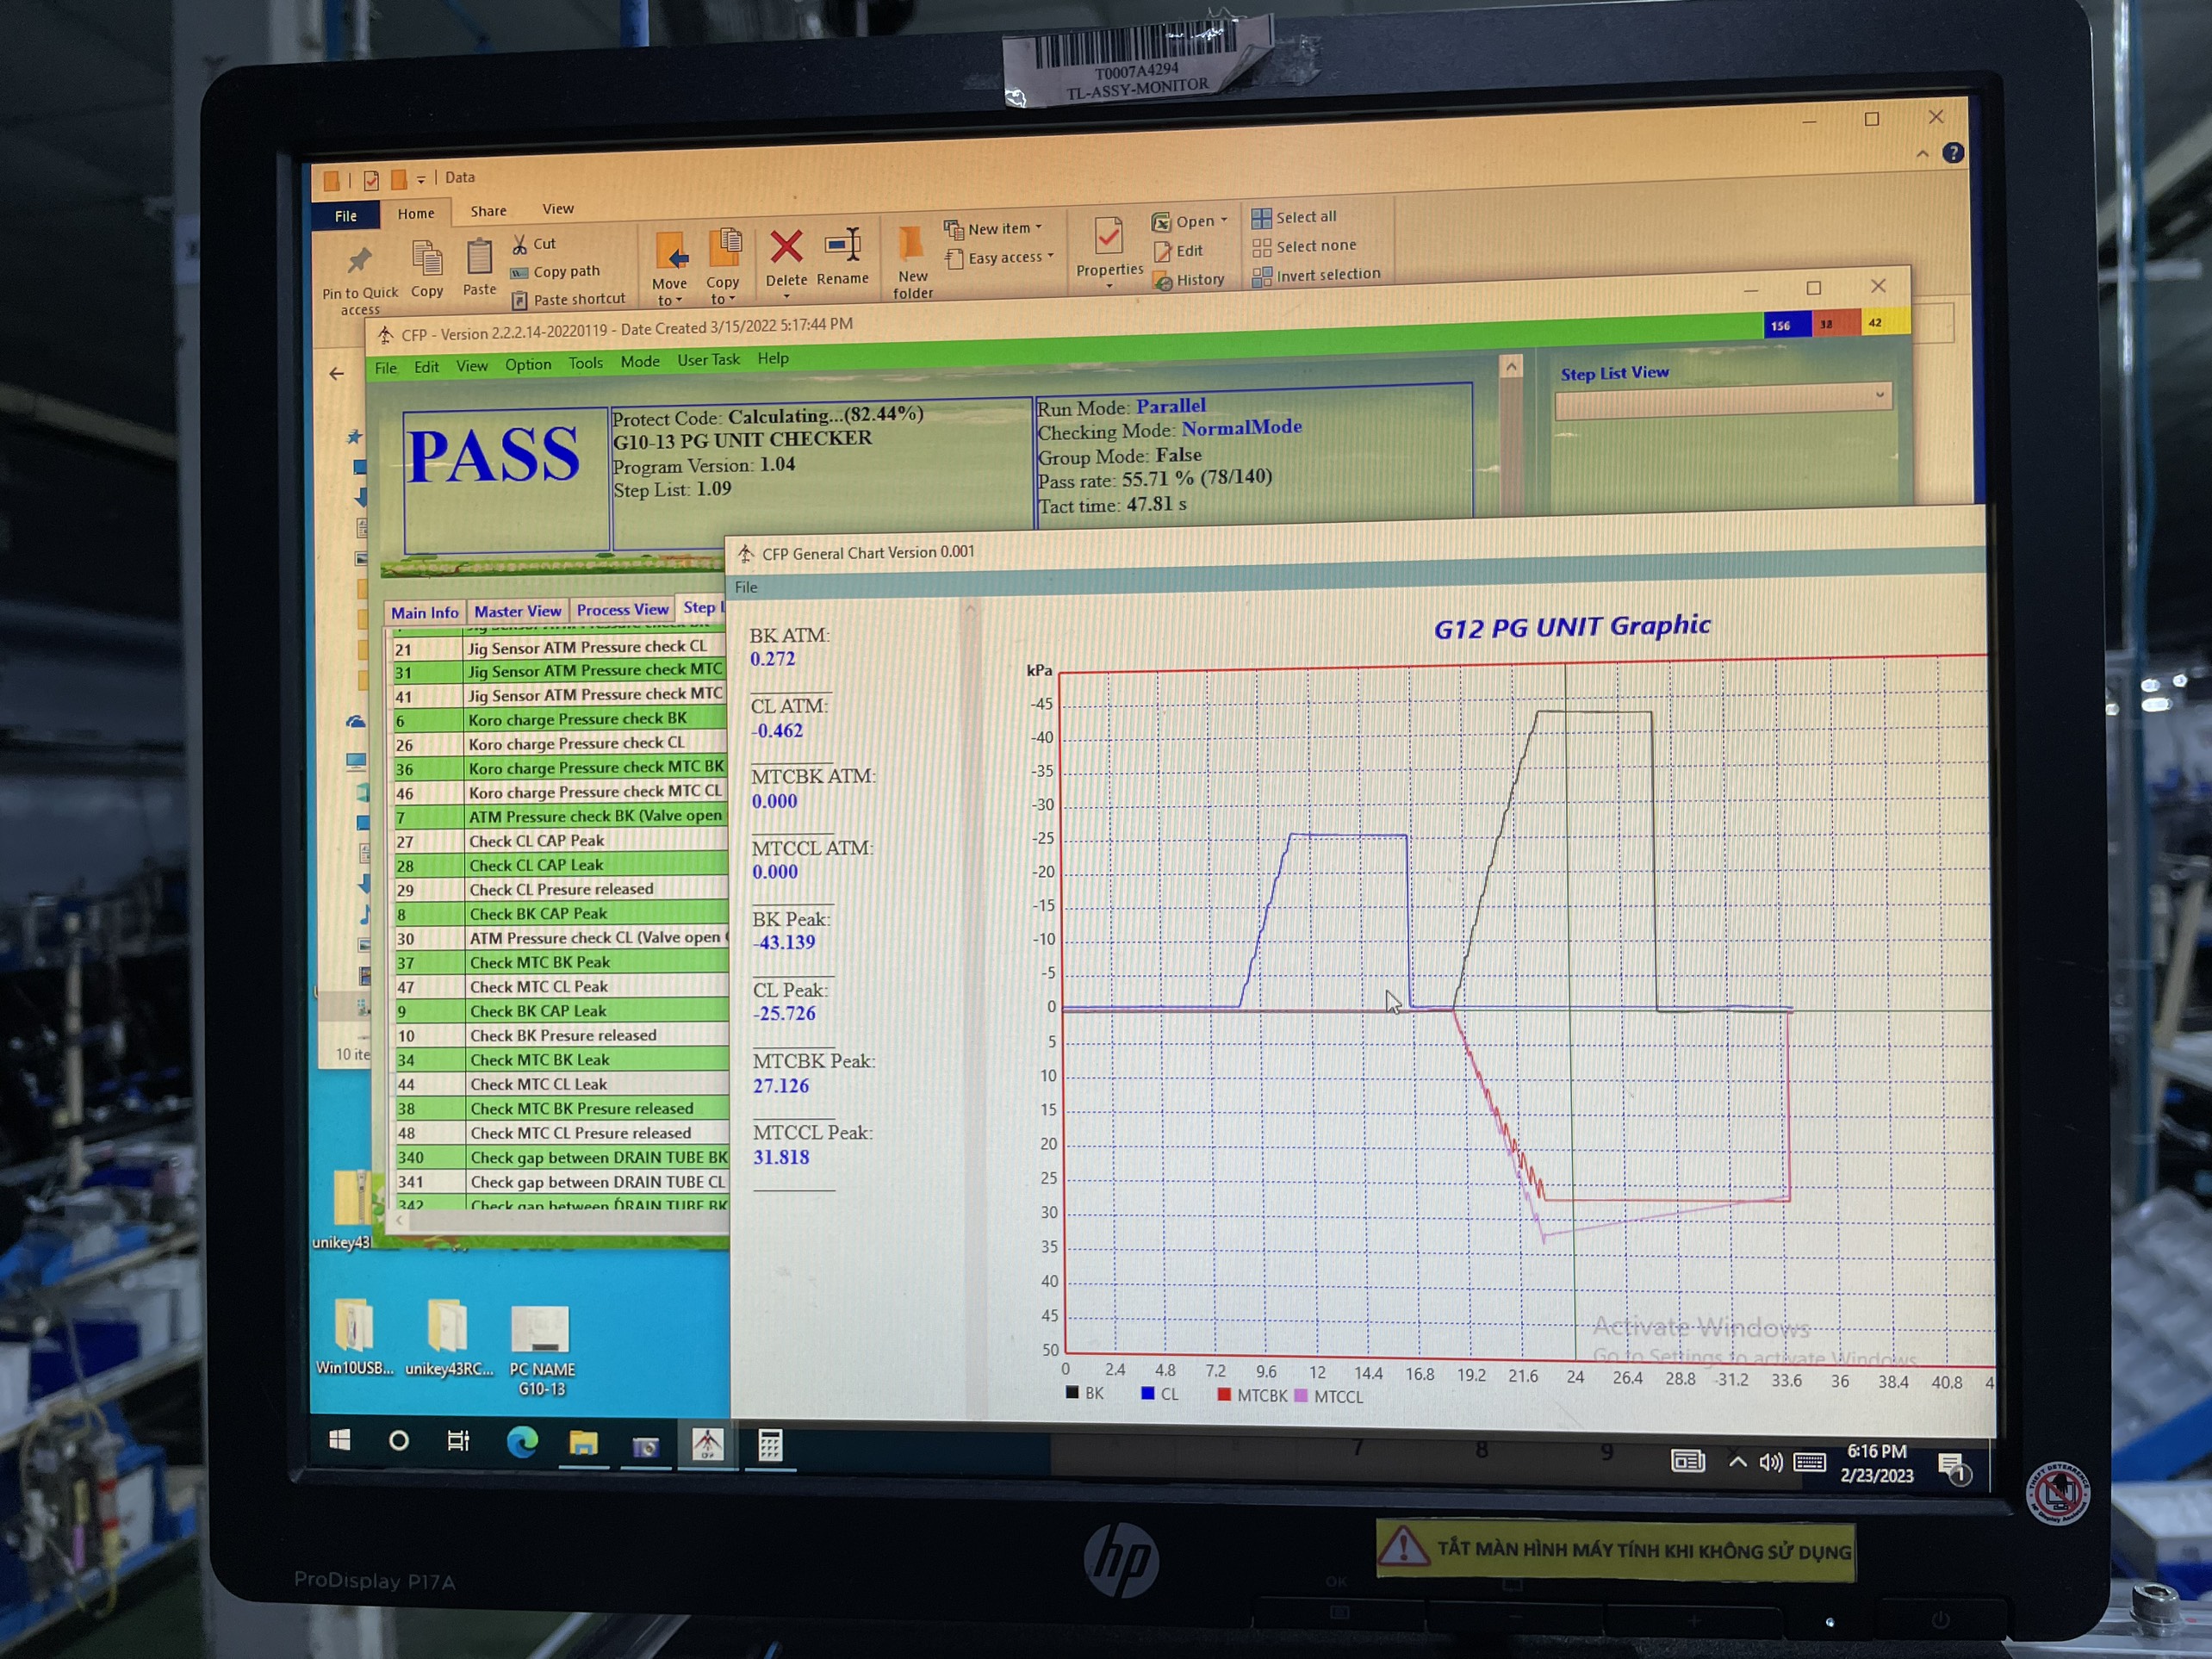 T0007A4294
TL-ASSY-MONITOR
Data
File
Home
Share
View
Pin to Quick access
Copy
Paste
Cut
Copy path
Paste shortcut
Move to
Copy to
Delete
Rename
New folder
New item
Easy access
Properties
Open
Edit
History
Select all
Select none
Invert selection
CFP - Version 2.2.2.14-20220119 - Date Created 3/15/2022 5:17:44 PM
156
38
42
File Edit View Option Tools Mode User Task Help
PASS
Protect Code: Calculating...(82.44%)
G10-13 PG UNIT CHECKER
Program Version: 1.04
Step List: 1.09
Run Mode: Parallel
Checking Mode: NormalMode
Group Mode: False
Pass rate: 55.71 % (78/140)
Tact time: 47.81 s
Step List View
Main Info
Master View
Process View
Step
21 Jig Sensor ATM Pressure check CL
31 Jig Sensor ATM Pressure check MTC
41 Jig Sensor ATM Pressure check MTC
6 Koro charge Pressure check BK
26 Koro charge Pressure check CL
36 Koro charge Pressure check MTC BK
46 Koro charge Pressure check MTC CL
7 ATM Pressure check BK (Valve open
27 Check CL CAP Peak
28 Check CL CAP Leak
29 Check CL Presure released
8 Check BK CAP Peak
30 ATM Pressure check CL (Valve open
37 Check MTC BK Peak
47 Check MTC CL Peak
9 Check BK CAP Leak
10 Check BK Presure released
34 Check MTC BK Leak
44 Check MTC CL Leak
38 Check MTC BK Presure released
48 Check MTC CL Presure released
340 Check gap between DRAIN TUBE BK
341 Check gap between DRAIN TUBE CL
342 Check gap between DRAIN TUBE BK
10 ite
CFP General Chart Version 0.001
File
BK ATM:
0.272
CL ATM:
-0.462
MTCBK ATM:
0.000
MTCCL ATM:
0.000
BK Peak:
-43.139
CL Peak:
-25.726
MTCBK Peak:
27.126
MTCCL Peak:
31.818
G12 PG UNIT Graphic
kPa
-45
-40
-35
-30
-25
-20
-15
-10
-5
0
5
10
15
20
25
30
35
40
45
50
0 2.4 4.8 7.2 9.6 12 14.4 16.8 19.2 21.6 24 26.4 28.8 31.2 33.6 36 38.4 40.8 4
BK CL MTCBK MTCCL
Activate Windows
Go to Settings to activate Windows
unikey43
Win10USB...
unikey43RC...
PC NAME
G10-13
7 8 9
6:16 PM
2/23/2023
1
hp
ProDisplay P17A
TẮT MÀN HÌNH MÁY TÍNH KHI KHÔNG SỬ DỤNG
OK